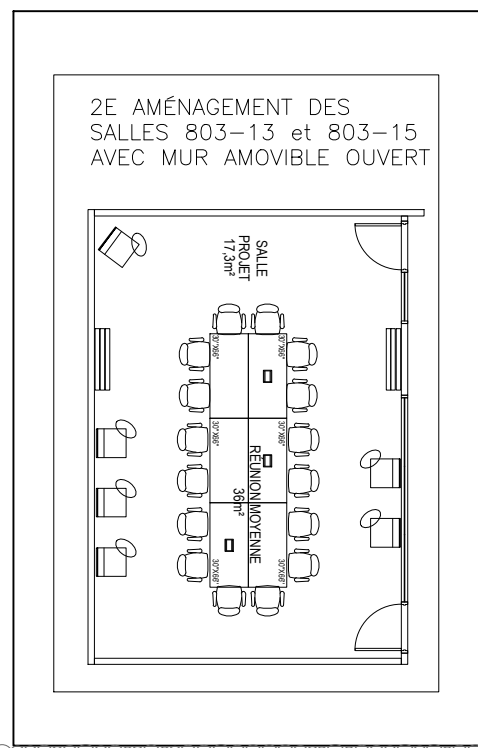 2E AMÉNAGEMENT DES
SALLES 803-13 et 803-15
AVEC MUR AMOVIBLE OUVERT
SALLE
PROJET
17,3m²
30"X66"
30"X66"
30"X66"
30"X66"
RÉUNION MOYENNE
36m²
30"X66"
30"X66"